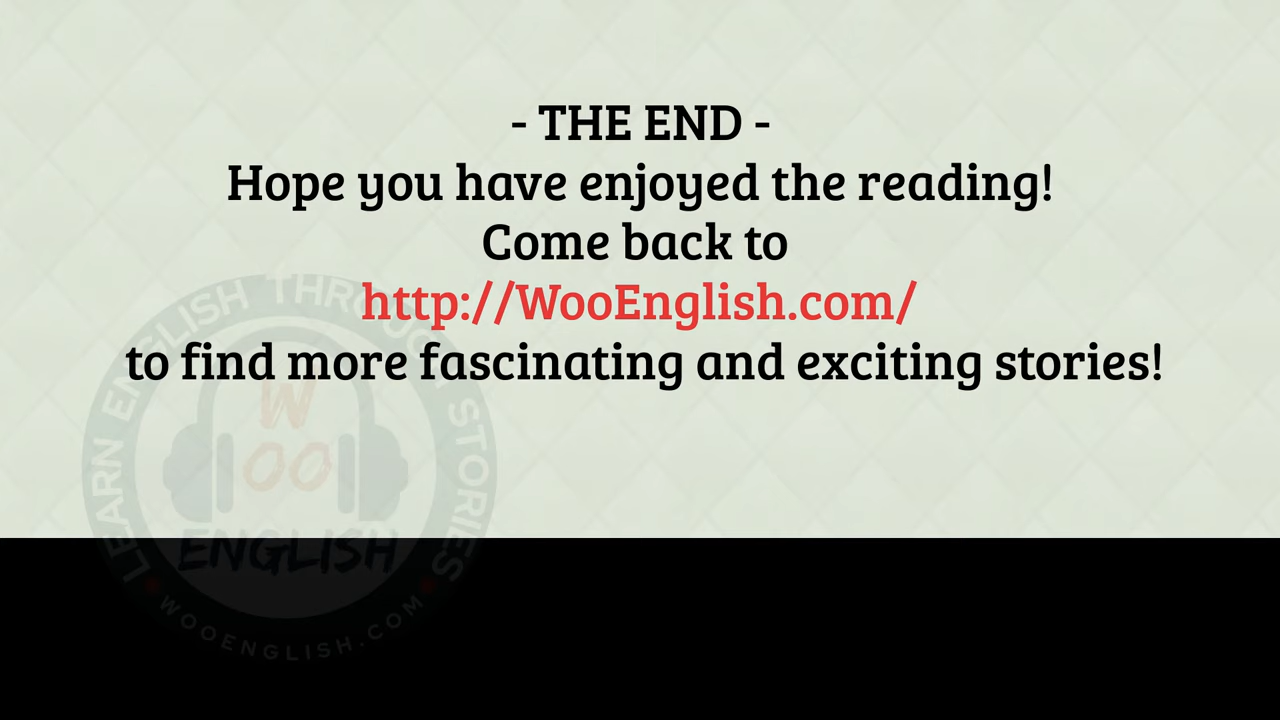 - THE END -
Hope you have enjoyed the reading!
Come back to
http://WooEnglish.com/
to find more fascinating and exciting stories!
LEARN ENGLISH THROUGH STORIES
W
OO
ENGLISH
WOOENGLISH.COM